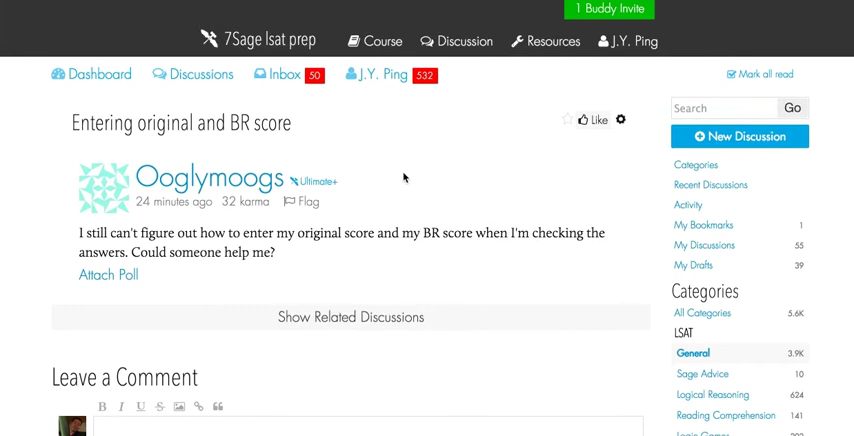 1 Buddy Invite
7Sage lsat prep Course Discussion Resources J.Y. Ping
Dashboard Discussions Inbox 50 J.Y. Ping 532 Mark all read
Search Go
Entering original and BR score Like
New Discussion
Categories
Ooglymoogs Ultimate+
Recent Discussions
24 minutes ago 32 karma Flag
Activity
My Bookmarks 1
I still can't figure out how to enter my original score and my BR score when I'm checking the
answers. Could someone help me?
My Discussions 55
Attach Poll
My Drafts 39
Categories
Show Related Discussions
All Categories 5.6K
LSAT
General 3.9K
Leave a Comment
Sage Advice 10
Logical Reasoning 624
B I U S
Reading Comprehension 141